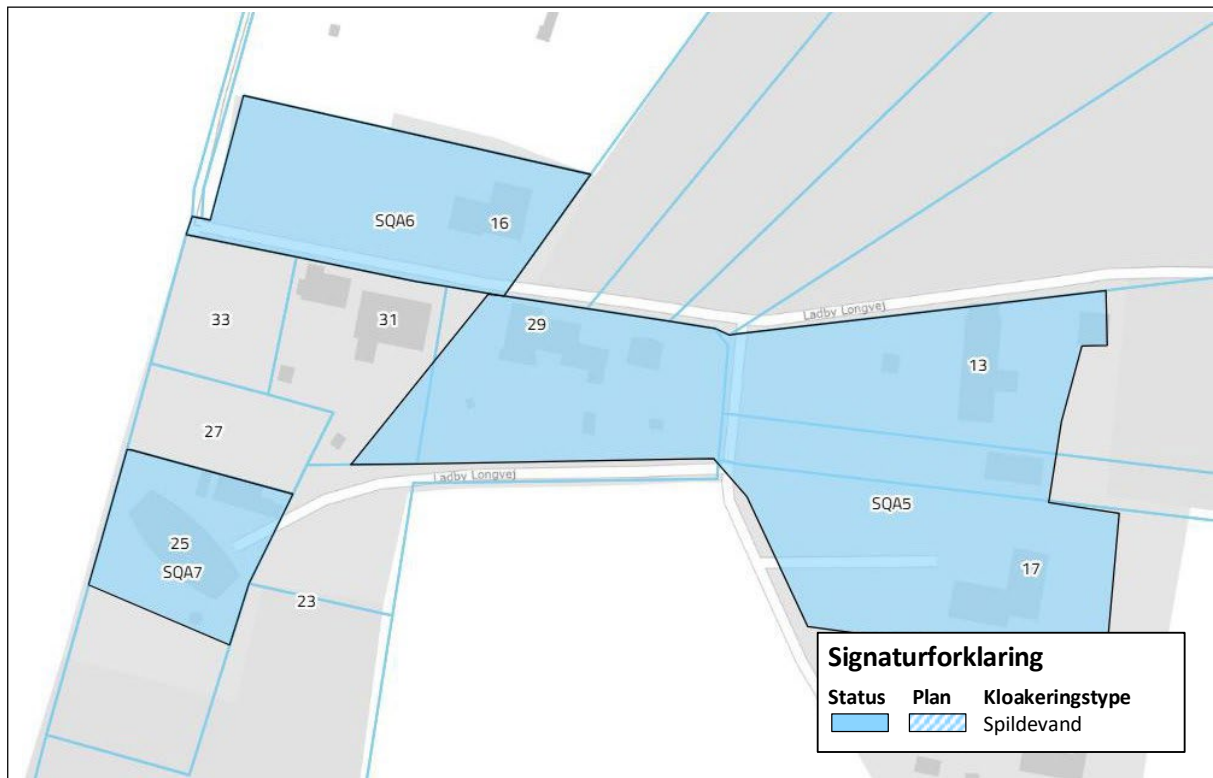 SQA6
16
33
31
29
Ladby Longvej
13
27
Ladby Longvej
SQA5
25
SQA7
23
17
Signaturforklaring
Status Plan Kloakeringstype
Spildevand